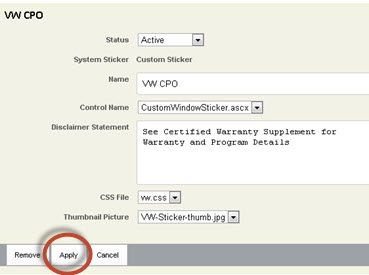 VW CPO
Status Active
System Sticker Custom Sticker
Name VW CPO
Control Name CustomWindowSticker.ascx
Disclaimer Statement See Certified Warranty Supplement for
Warranty and Program Details
CSS File vw.css
Thumbnail Picture VW-Sticker-thumb.jpg
Remove Apply Cancel